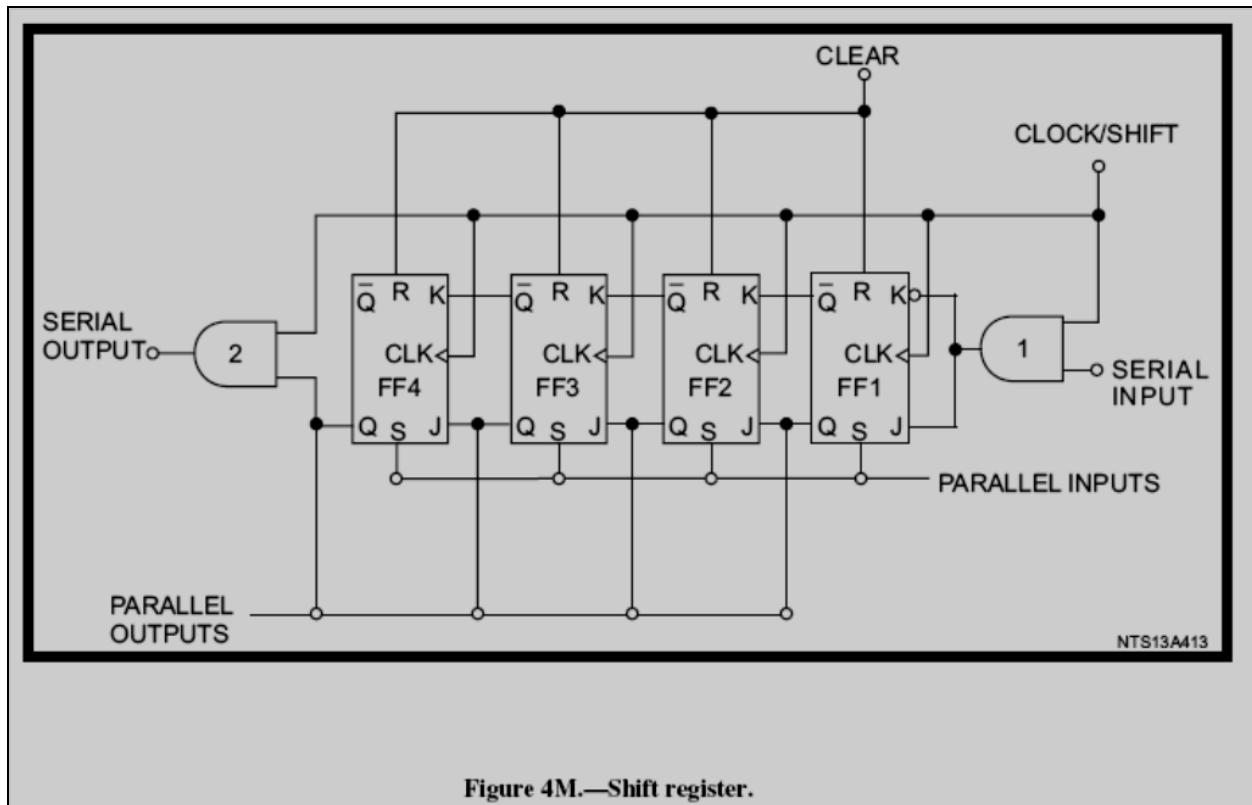 CLEAR
CLOCK/SHIFT
Q̅ R K
CLK
FF4
Q S J
Q̅ R K
CLK
FF3
Q S J
Q̅ R K
CLK
FF2
Q S J
Q̅ R K
CLK
FF1
Q S J
SERIAL
OUTPUT
2
1
SERIAL
INPUT
PARALLEL INPUTS
PARALLEL
OUTPUTS
NTS13A413
Figure 4M.—Shift register.